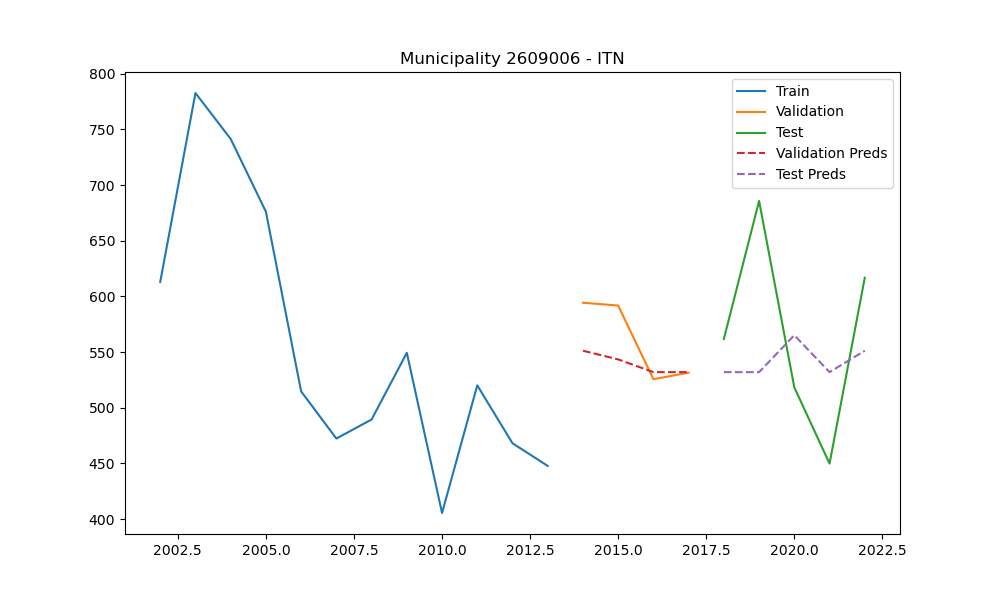 Municipality 2609006 - ITN
800
750
700
650
600
550
500
450
400
Train
Validation
Test
Validation Preds
Test Preds
2002.5 2005.0 2007.5 2010.0 2012.5 2015.0 2017.5 2020.0 2022.5